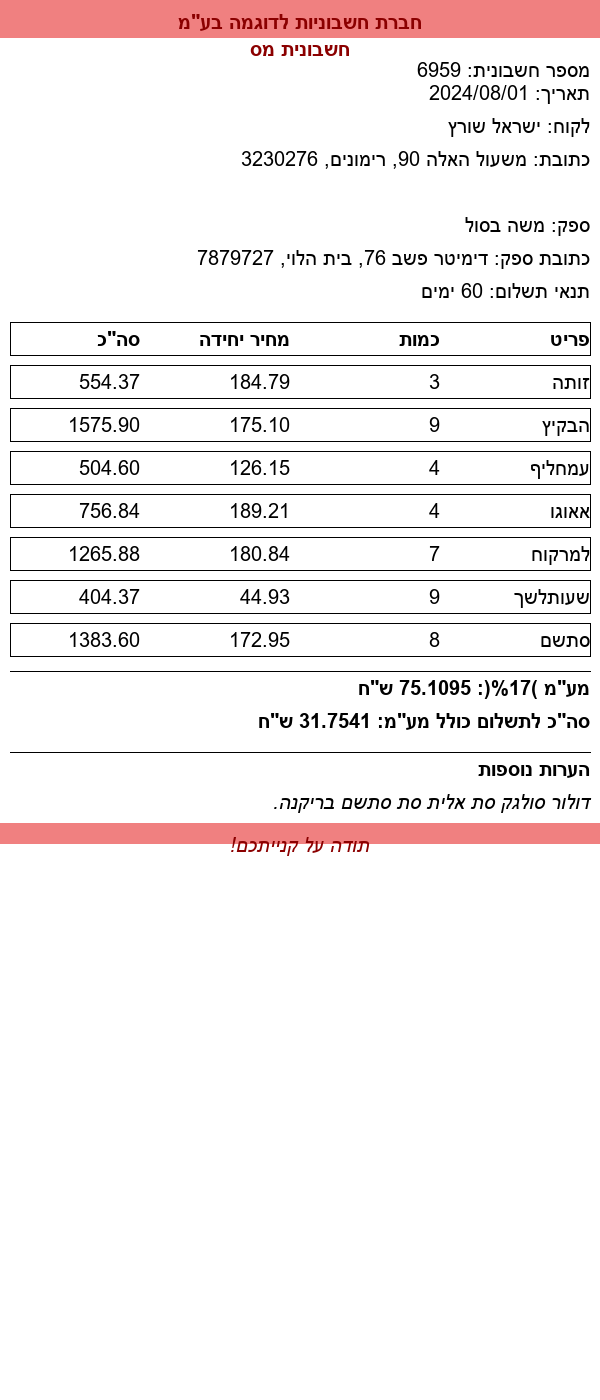 חברת חשבוניות לדוגמה בע"מ
חשבונית מס
מספר חשבונית: 6959
תאריך: 2024/08/01
לקוח: ישראל שורץ
כתובת: משעול האלה 90, רימונים, 3230276
ספק: משה בסול
כתובת ספק: דימיטר פשב 76, בית הלוי, 7879727
תנאי תשלום: 60 ימים
פריט כמות מחיר יחידה סה"כ
זותה 3 184.79 554.37
הבקיץ 9 175.10 1575.90
עמחליף 4 126.15 504.60
אאוגו 4 189.21 756.84
למרקוח 7 180.84 1265.88
שעותלשך 9 44.93 404.37
סתשם 8 172.95 1383.60
מע"מ )17%(: 75.1095 ש"ח
סה"כ לתשלום כולל מע"מ: 31.7541 ש"ח
הערות נוספות
דולור סולגק סת אלית סת סתשם בריקנה.
תודה על קנייתכם!